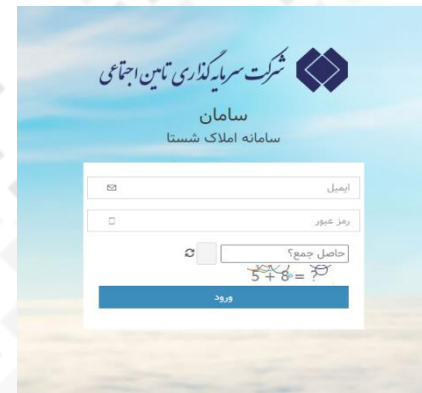 شرکت سرمایه گذاری تامین اجتماعی
سامان
سامانه املاک شستا
ایمیل
رمز عبور
حاصل جمع؟
5 + 8 = ?
ورود